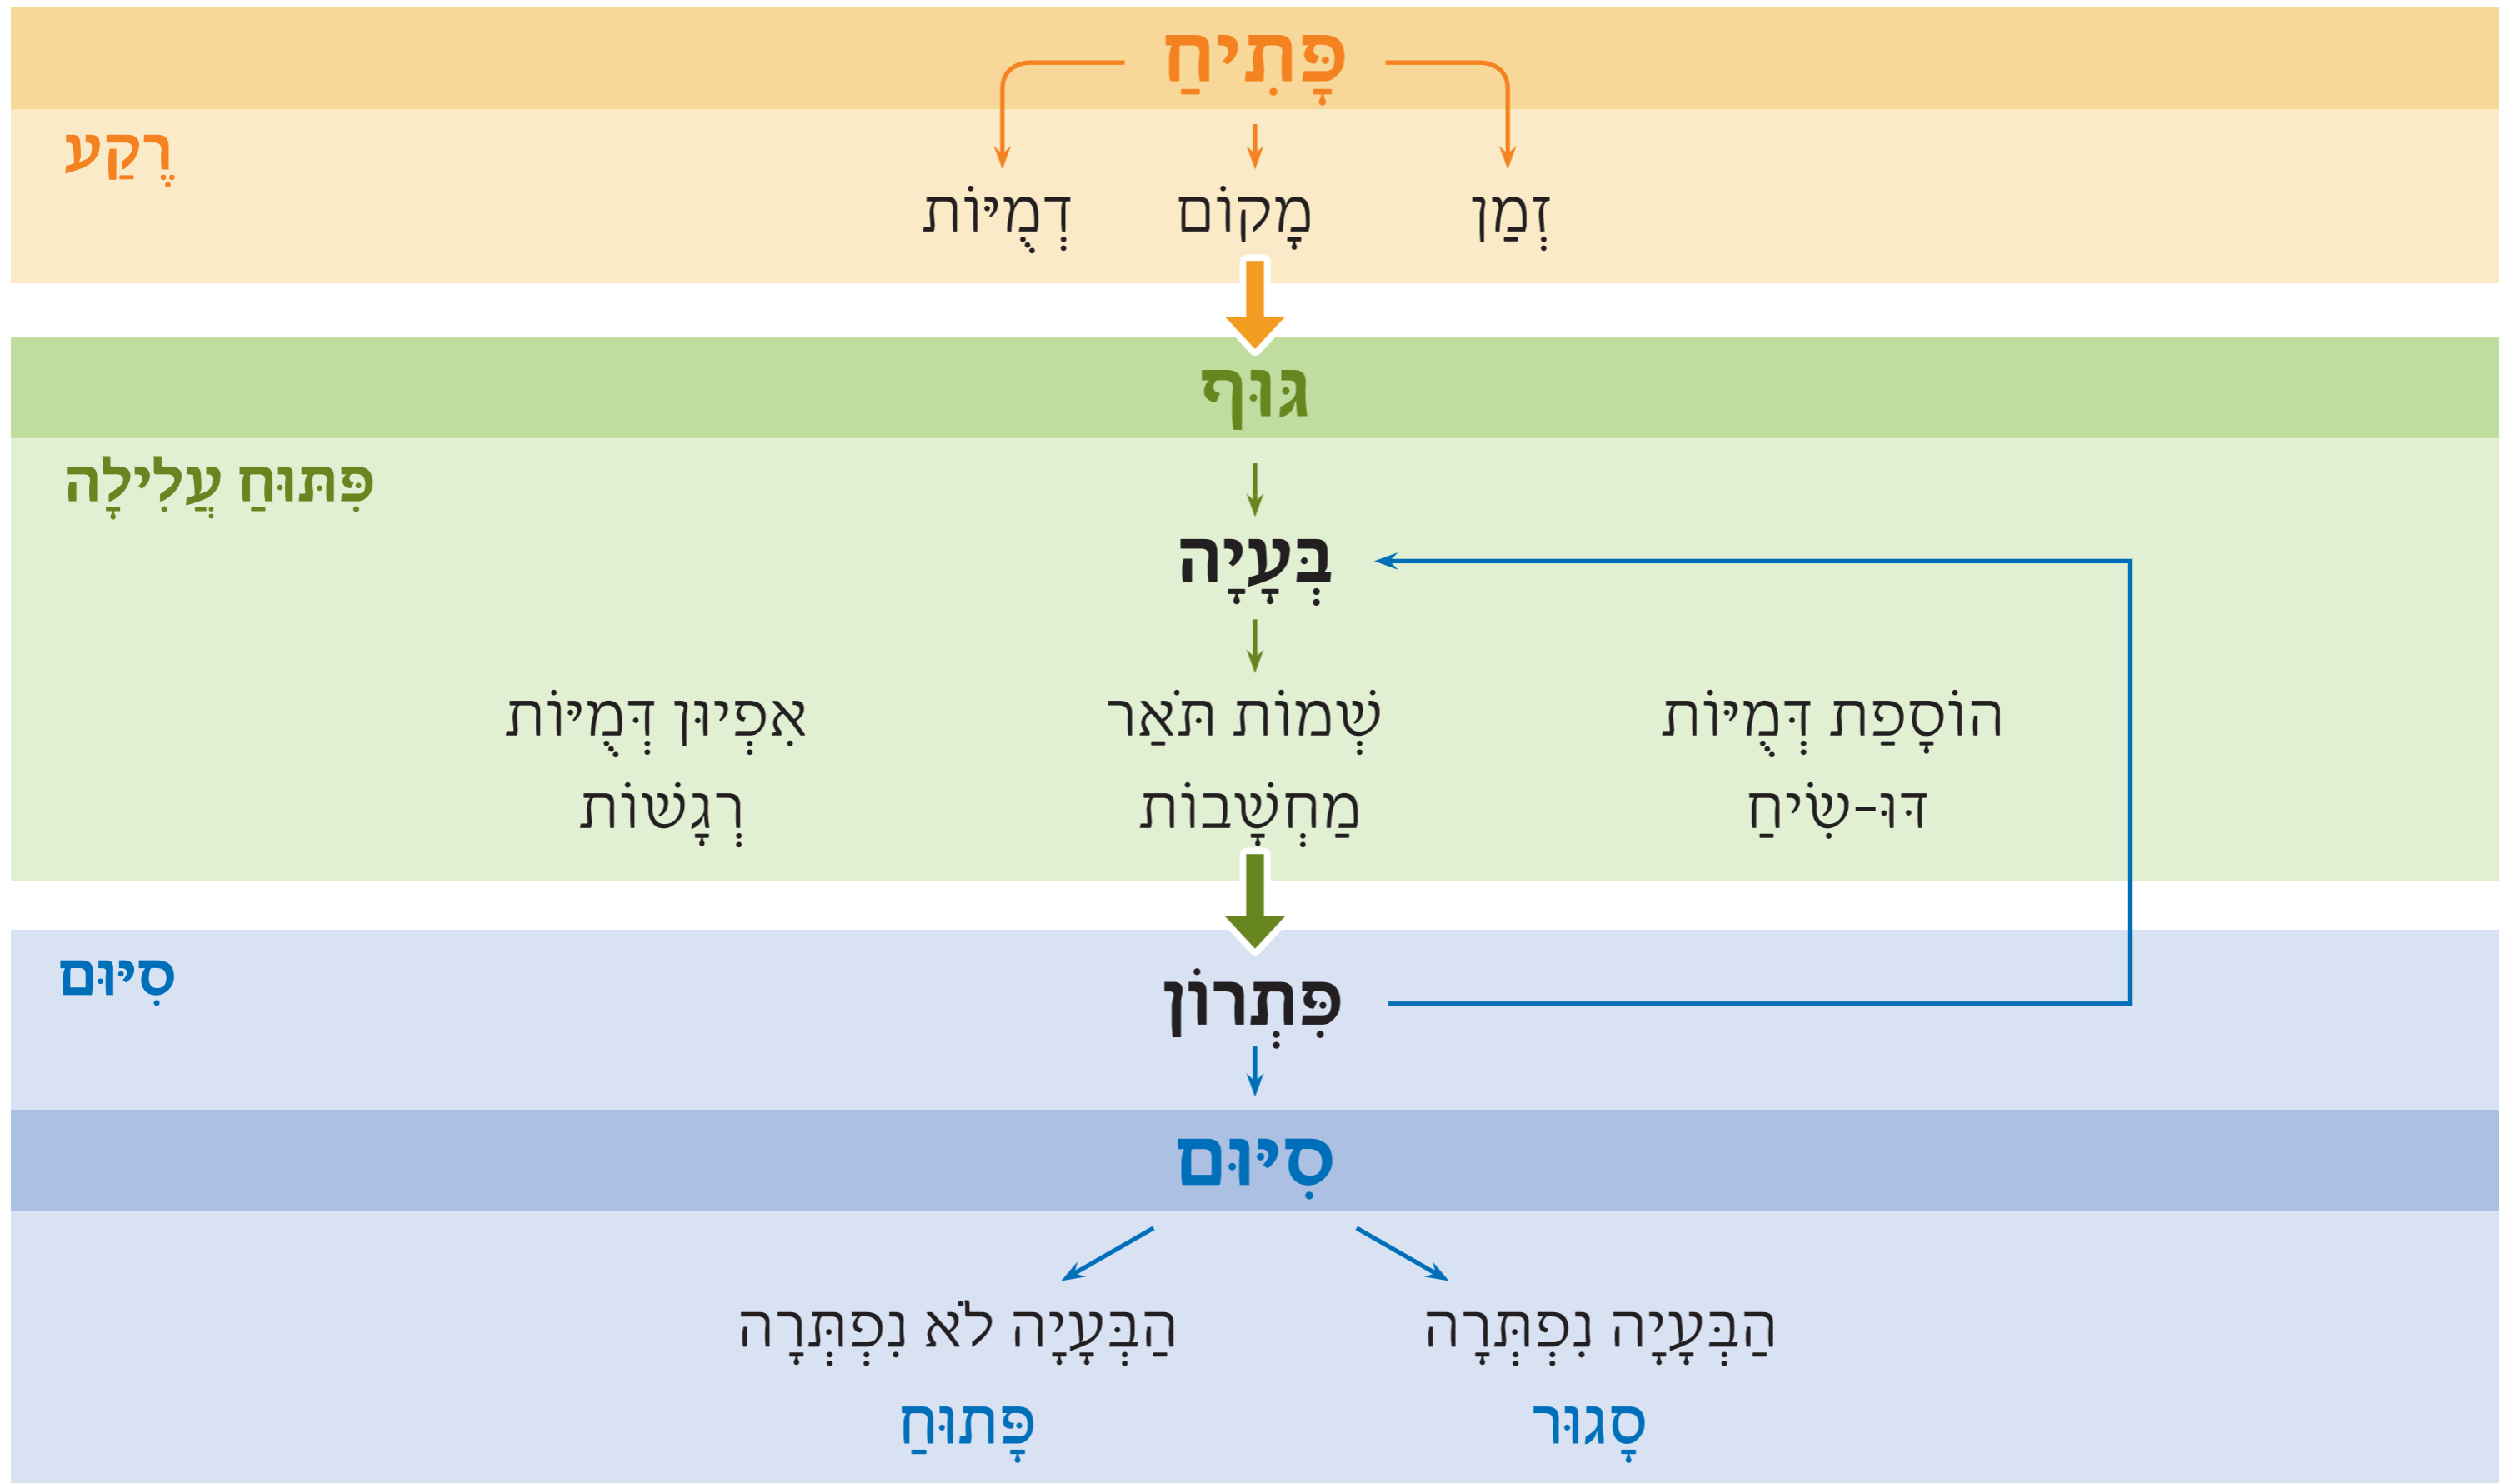 פָּתִיחַ
רֶקַע
זְמַן מָקוֹם דְמֻיּוֹת
גּוּף
פִּתּוּחַ עֲלִילָה
בְּעָיָה
הוֹסָפַת דְּמֻיּוֹת שְׁמוֹת תֹּאַר אִפְיוּן דְּמֻיּוֹת
דּוּ-שִׂיחַ מַחְשָׁבוֹת רְגָשׁוֹת
סִיּוּם
פִּתְרוֹן
סִיּוּם
הַבְּעָיָה נִפְתְּרָה הַבְּעָיָה לֹא נִפְתְּרָה
סָגוּר פָּתוּחַ